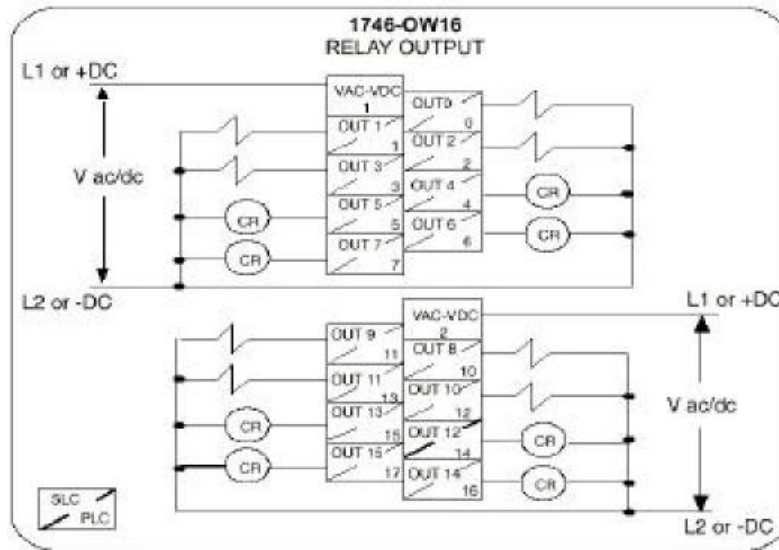 1746-OW16
RELAY OUTPUT
L1 or +DC
VAC-VDC
1
OUT0
0
OUT 1
1
OUT 2
2
V ac/dc
OUT 3
3
OUT 4
4
CR
CR
OUT 5
5
OUT 6
6
CR
CR
OUT 7
7
L2 or -DC
VAC-VDC
2
L1 or +DC
OUT 9
11
OUT 8
10
OUT 11
13
OUT 10
12
V ac/dc
CR
OUT 13
15
OUT 12
14
CR
CR
OUT 15
17
OUT 14
16
CR
SLC
PLC
L2 or -DC